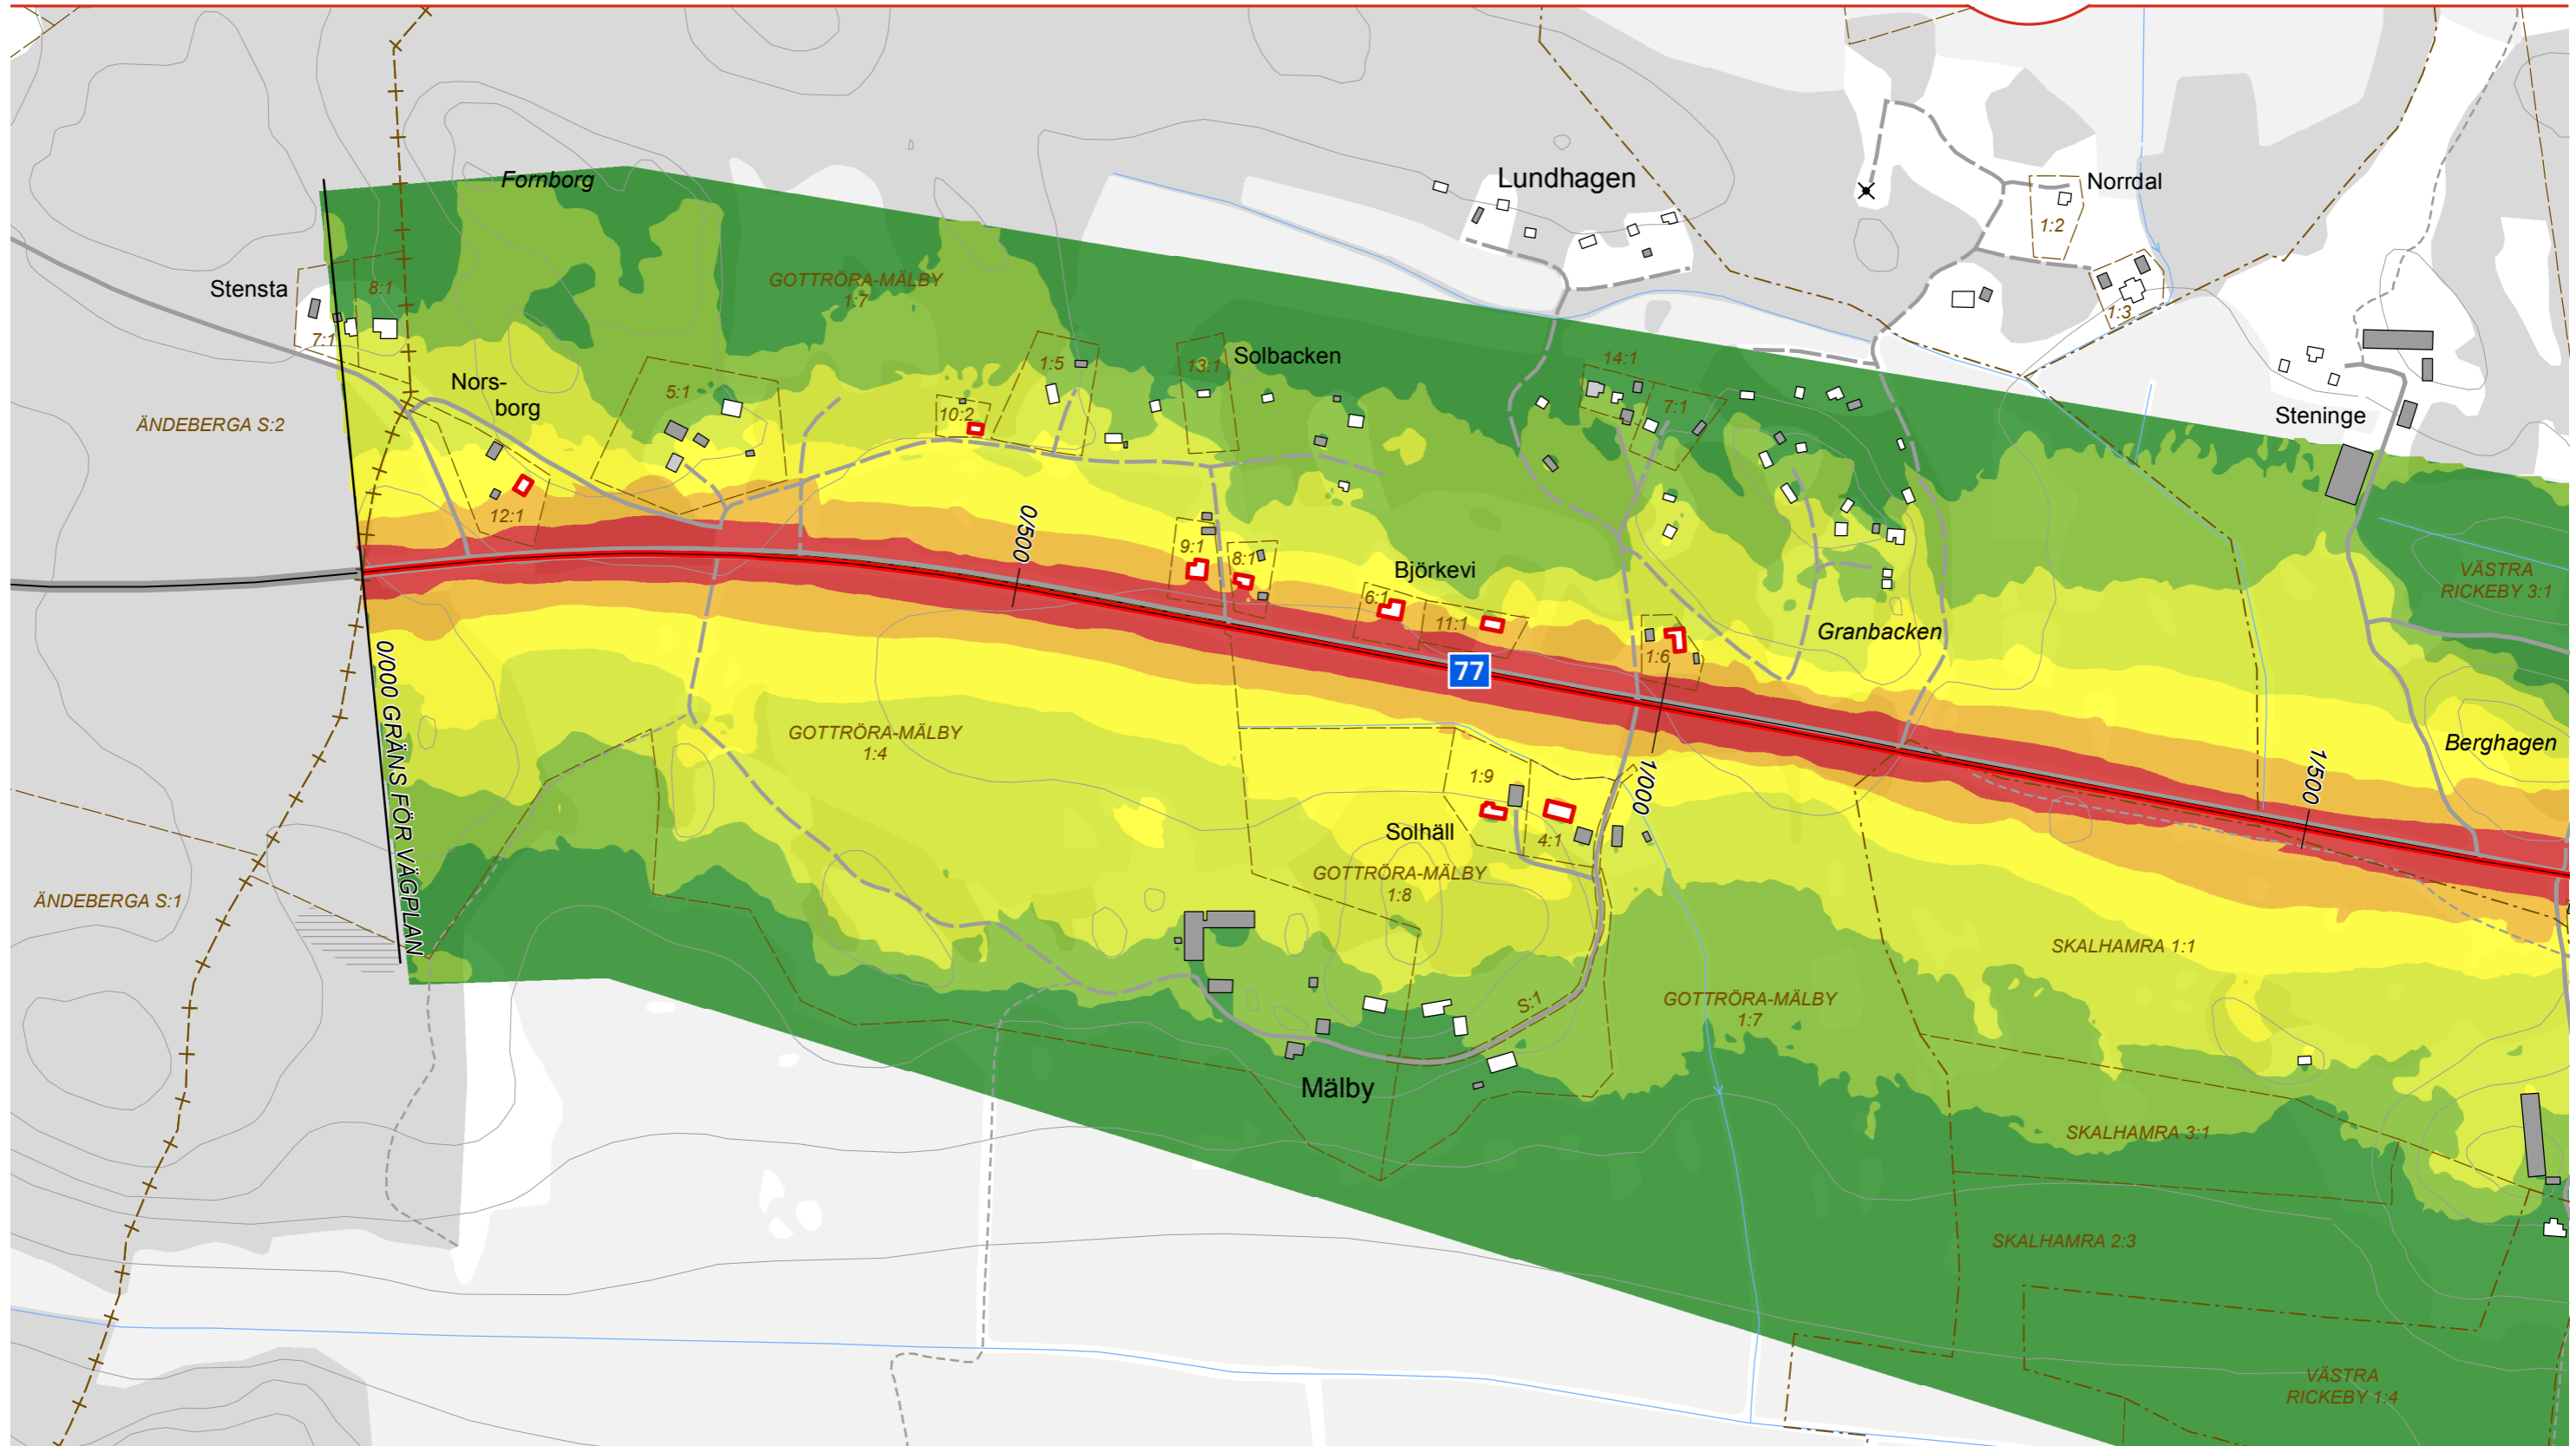 Fornborg
Lundhagen
Norrdal
1:2
GOTTRÖRA-MÄLBY
1:7
Stensta
8:1
7:1
1:3
Solbacken
1:5
13:1
14:1
Nors-
borg
5:1
10:2
7:1
Steninge
ÄNDEBERGA S:2
12:1
0/500
9:1
8:1
Björkevi
6:1
11:1
VÄSTRA
RICKEBY 3:1
Granbacken
1:6
77
0/000 GRÄNS FÖR VÄGPLAN
GOTTRÖRA-MÄLBY
1:4
Berghagen
1:9
1/000
1/500
Solhäll
4:1
GOTTRÖRA-MÄLBY
1:8
ÄNDEBERGA S:1
SKALHAMRA 1:1
S:1
GOTTRÖRA-MÄLBY
1:7
Mälby
SKALHAMRA 3:1
SKALHAMRA 2:3
VÄSTRA
RICKEBY 1:4